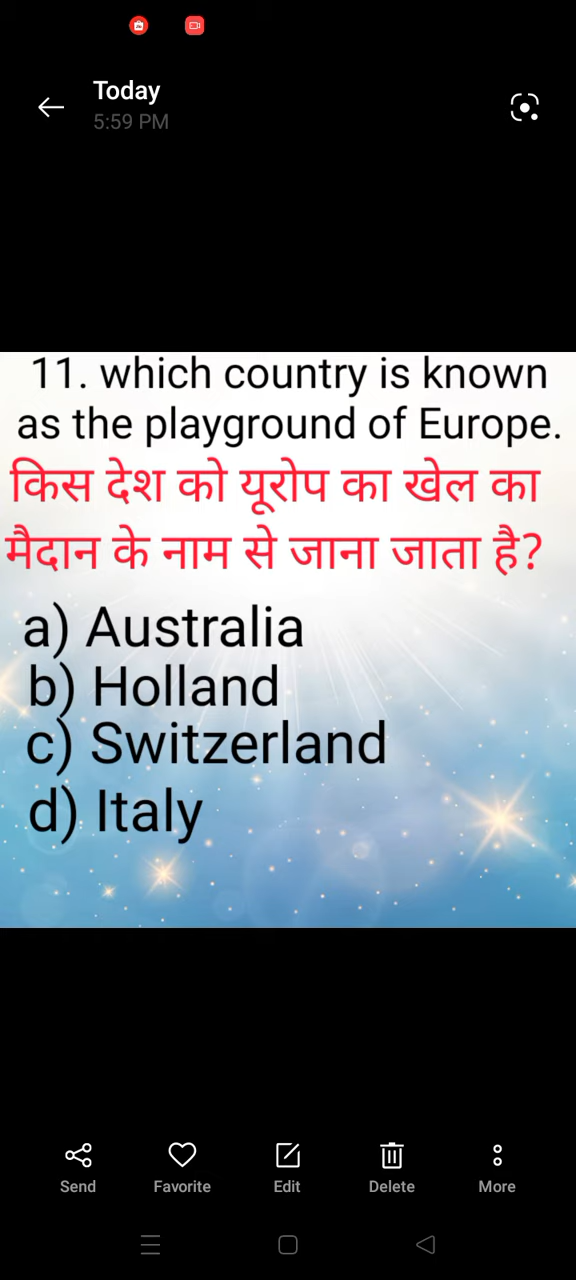 Today
5:59 PM
11. which country is known
as the playground of Europe.
किस देश को यूरोप का खेल का
मैदान के नाम से जाना जाता है?
a) Australia
b) Holland
c) Switzerland
d) Italy
Send Favorite Edit Delete More